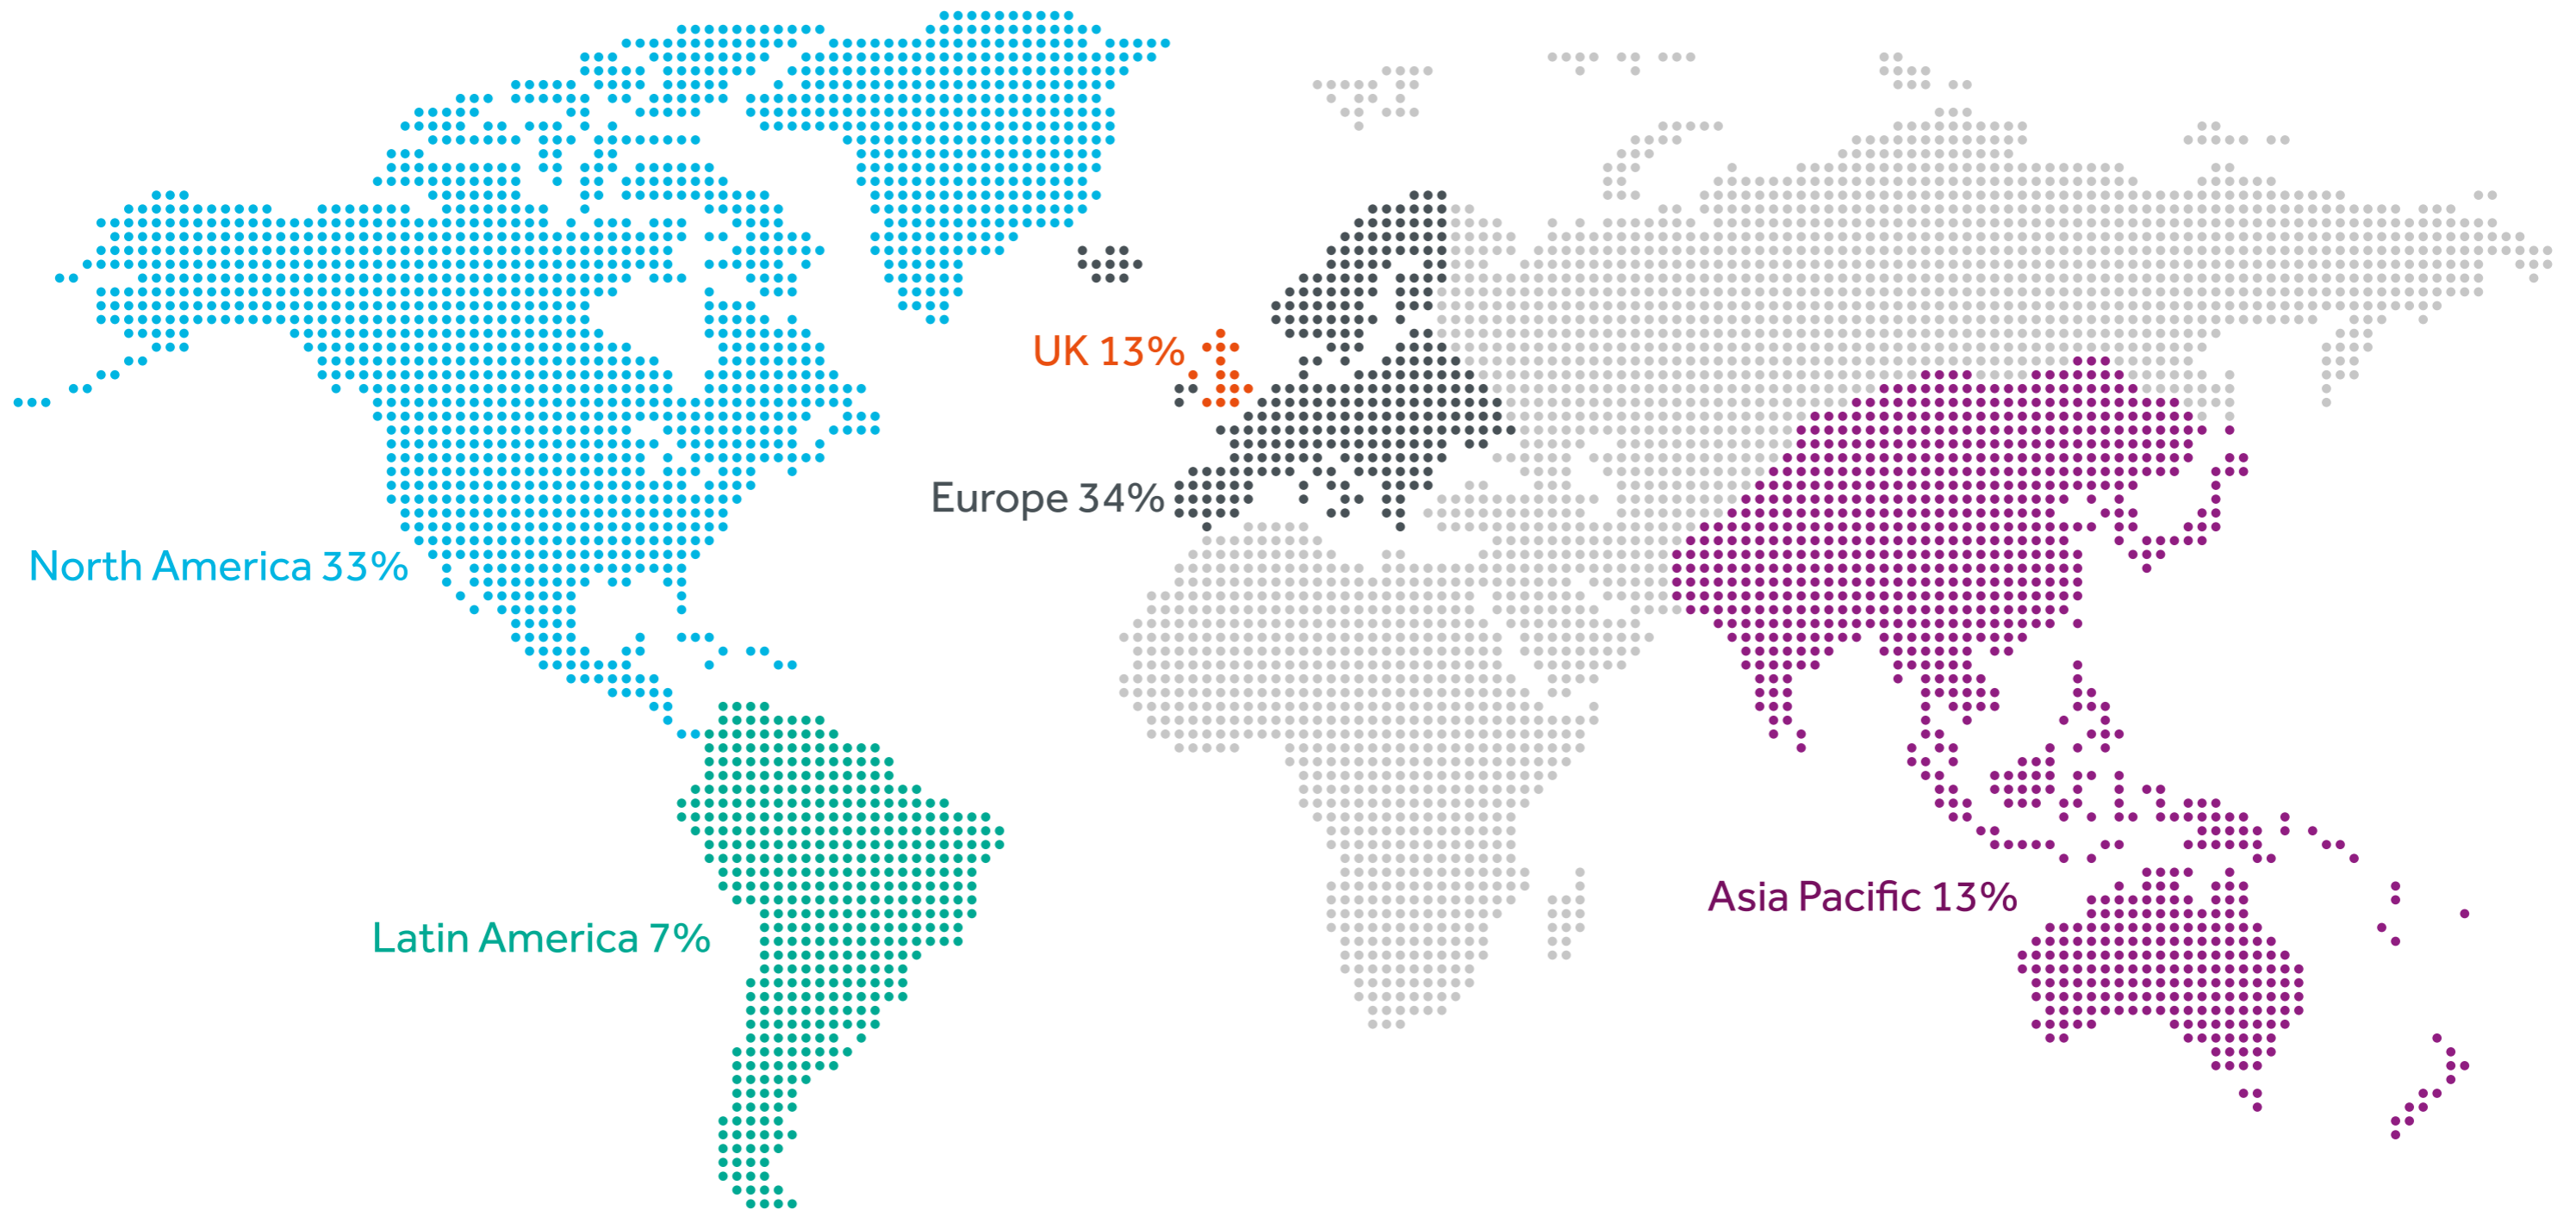 UK 13%
Europe 34%
North America 33%
Asia Pacific 13%
Latin America 7%